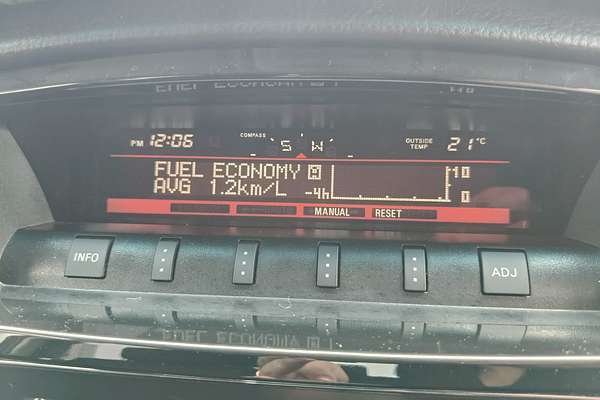 PM 12:06
COMPASS
S W
OUTSIDE TEMP 21°C
FUEL ECONOMY M
AVG 1.2km/L
-4h
10
0
MANUAL RESET
INFO
ADJ